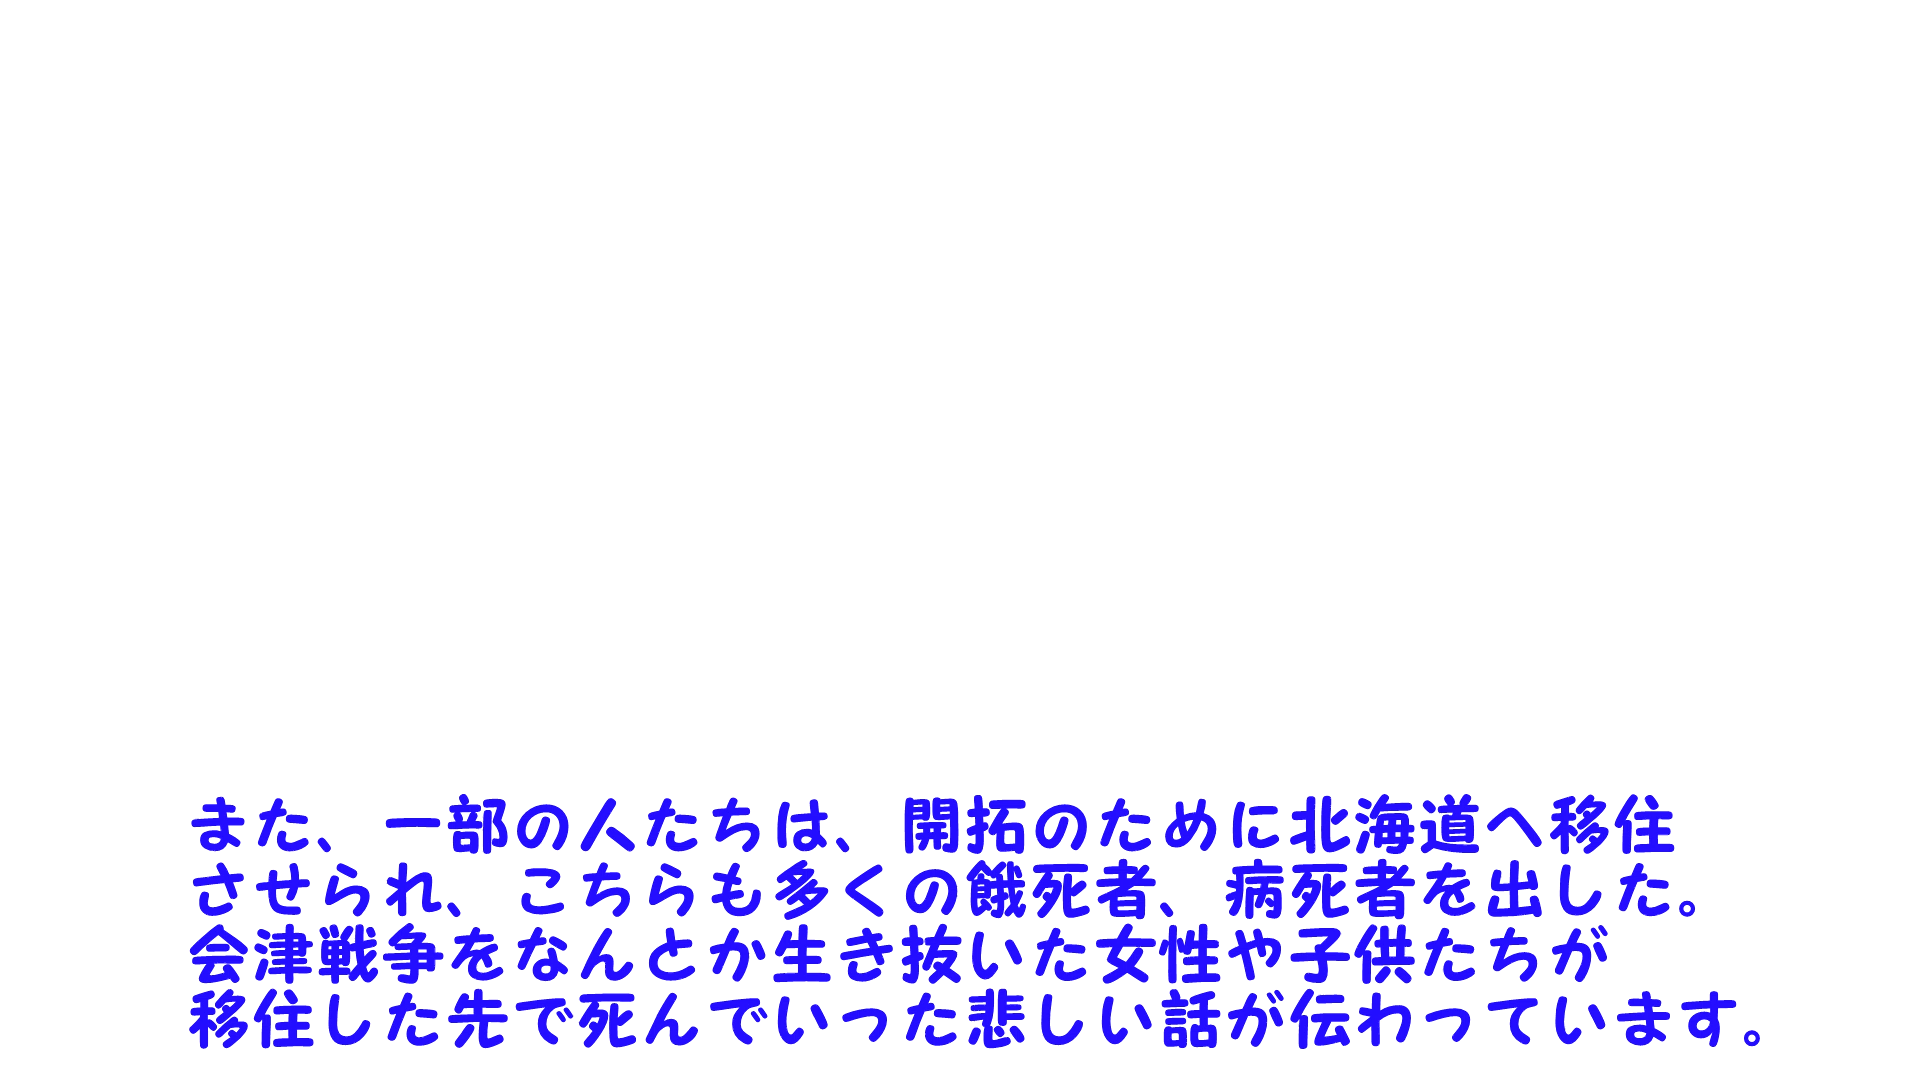 また、一部の人たちは、開拓のために北海道へ移住
させられ、こちらも多くの餓死者、病死者を出した。
会津戦争をなんとか生き抜いた女性や子供たちが
移住した先で死んでいった悲しい話が伝わっています。